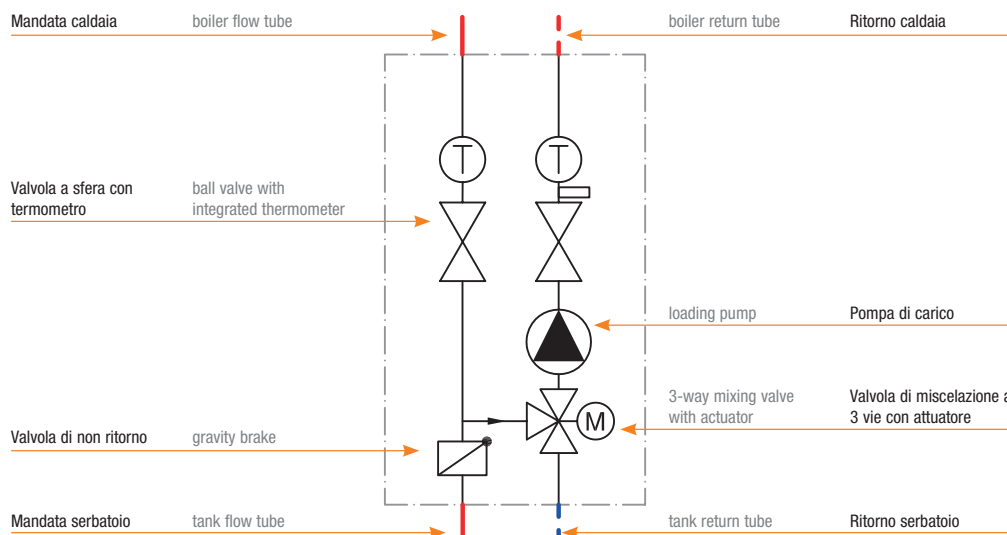 Mandata caldaia boiler flow tube
boiler return tube Ritorno caldaia
T T
Valvola a sfera con ball valve with
termometro integrated thermometer
loading pump Pompa di carico
3-way mixing valve Valvola di miscelazione a
with actuator 3 vie con attuatore
M
Valvola di non ritorno gravity brake
Mandata serbatoio tank flow tube
tank return tube Ritorno serbatoio